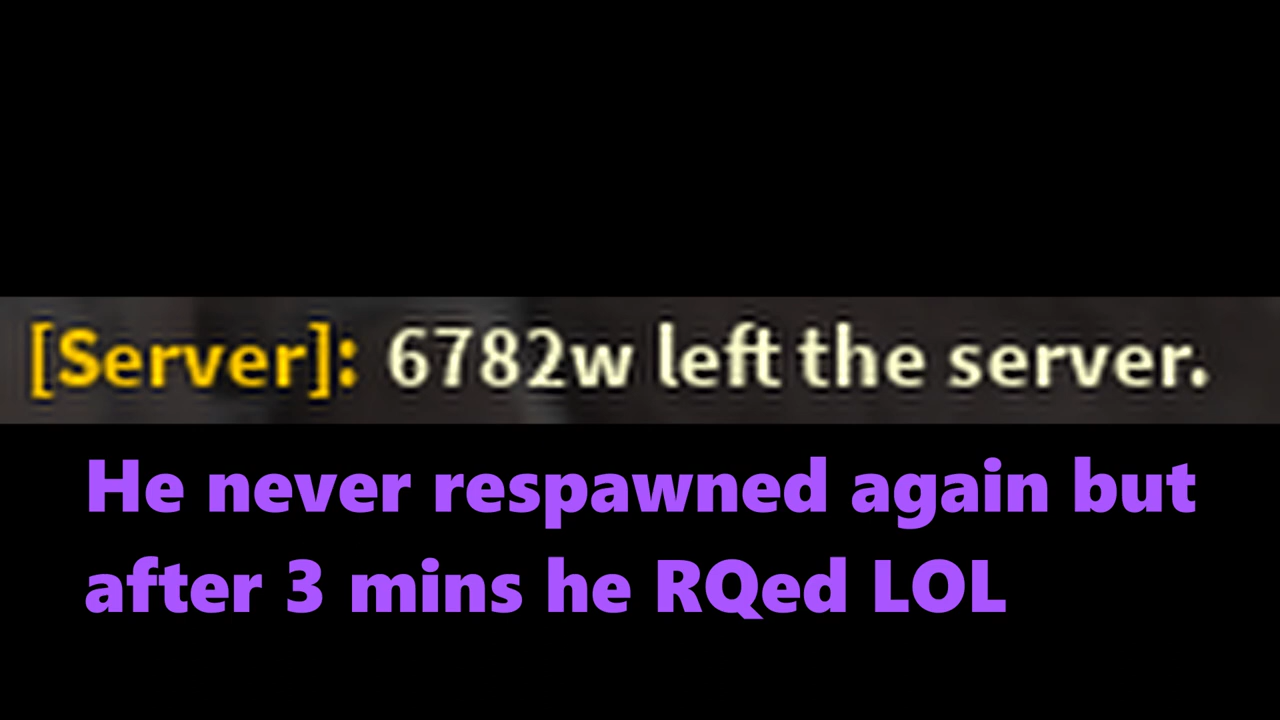 [Server]: 6782w left the server.
He never respawned again but
after 3 mins he RQed LOL